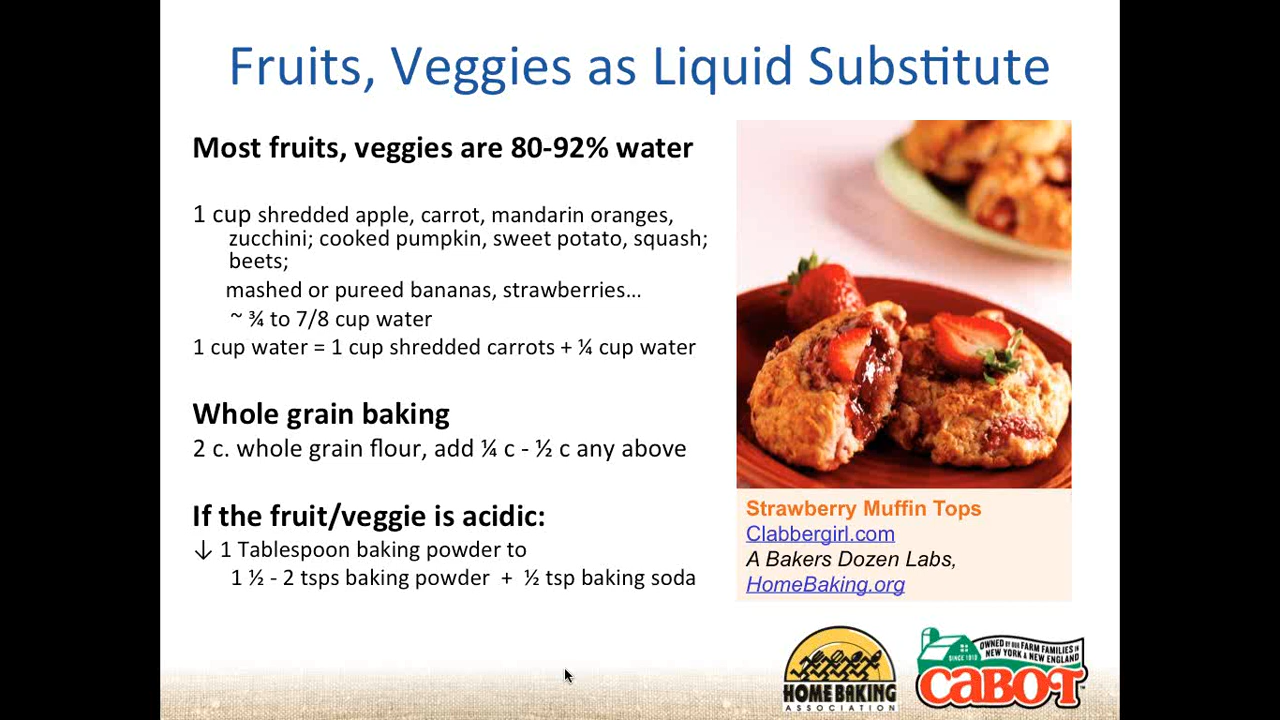 Fruits, Veggies as Liquid Substitute
Most fruits, veggies are 80-92% water
1 cup shredded apple, carrot, mandarin oranges,
zucchini; cooked pumpkin, sweet potato, squash;
beets;
mashed or pureed bananas, strawberries...
~ ¾ to 7/8 cup water
1 cup water = 1 cup shredded carrots + ¼ cup water
Whole grain baking
2 c. whole grain flour, add ¼ c - ½ c any above
If the fruit/veggie is acidic:
↓ 1 Tablespoon baking powder to
1 ½ - 2 tsps baking powder + ½ tsp baking soda
Strawberry Muffin Tops
Clabbergirl.com
A Bakers Dozen Labs,
HomeBaking.org
HOME BAKING
ASSOCIATION
OWNED BY OUR FARM FAMILIES IN
NEW YORK & NEW ENGLAND
SINCE 1919
CABOT